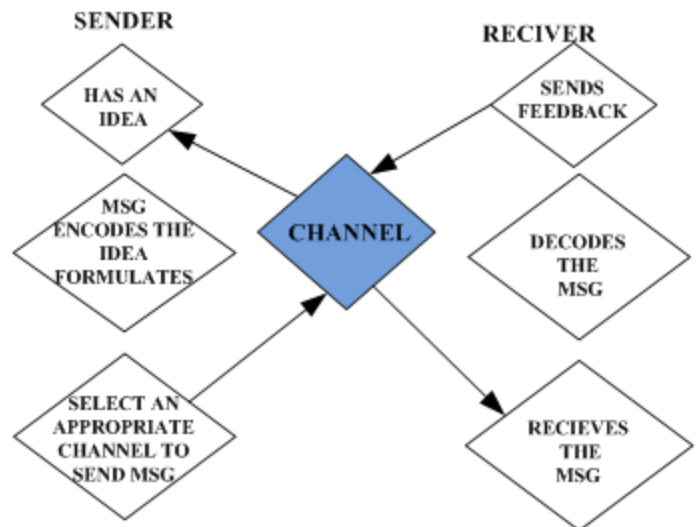 SENDER
RECIVER
HAS AN
IDEA
SENDS
FEEDBACK
MSG
ENCODES THE
IDEA
FORMULATES
CHANNEL
DECODES
THE
MSG
SELECT AN
APPROPRIATE
CHANNEL TO
SEND MSG
RECIEVES
THE
MSG